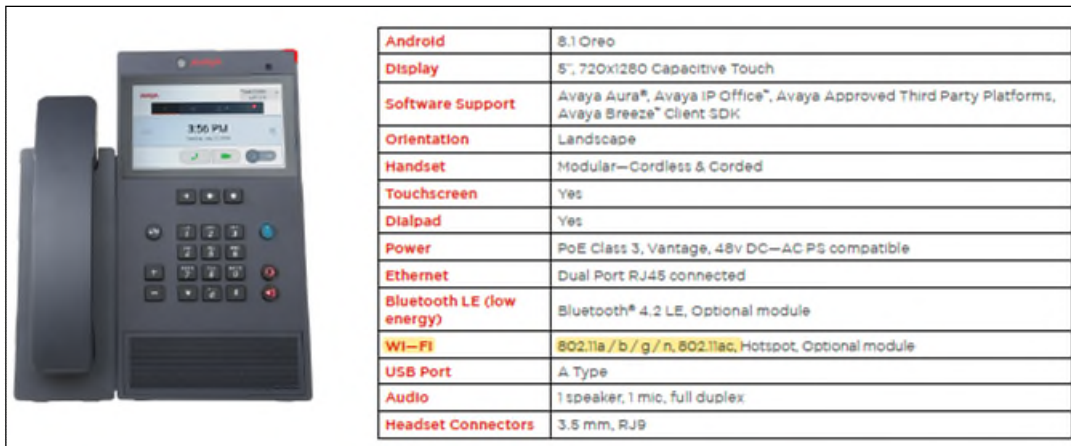 AVAYA
AVAYA
3:56 PM
Android 8.1 Oreo
Display 5”, 720x1280 Capacitive Touch
Software Support Avaya Aura®, Avaya IP Office™, Avaya Approved Third Party Platforms,
Avaya Breeze™ Client SDK
Orientation Landscape
Handset Modular—Cordless & Corded
Touchscreen Yes
Dialpad Yes
Power PoE Class 3, Vantage, 48v DC—AC PS compatible
Ethernet Dual Port RJ45 connected
Bluetooth LE (low
energy) Bluetooth® 4.2 LE, Optional module
Wi—Fi 802.11a / b / g / n, 802.11ac, Hotspot, Optional module
USB Port A Type
Audio 1 speaker, 1 mic, full duplex
Headset Connectors 3.5 mm, RJ9